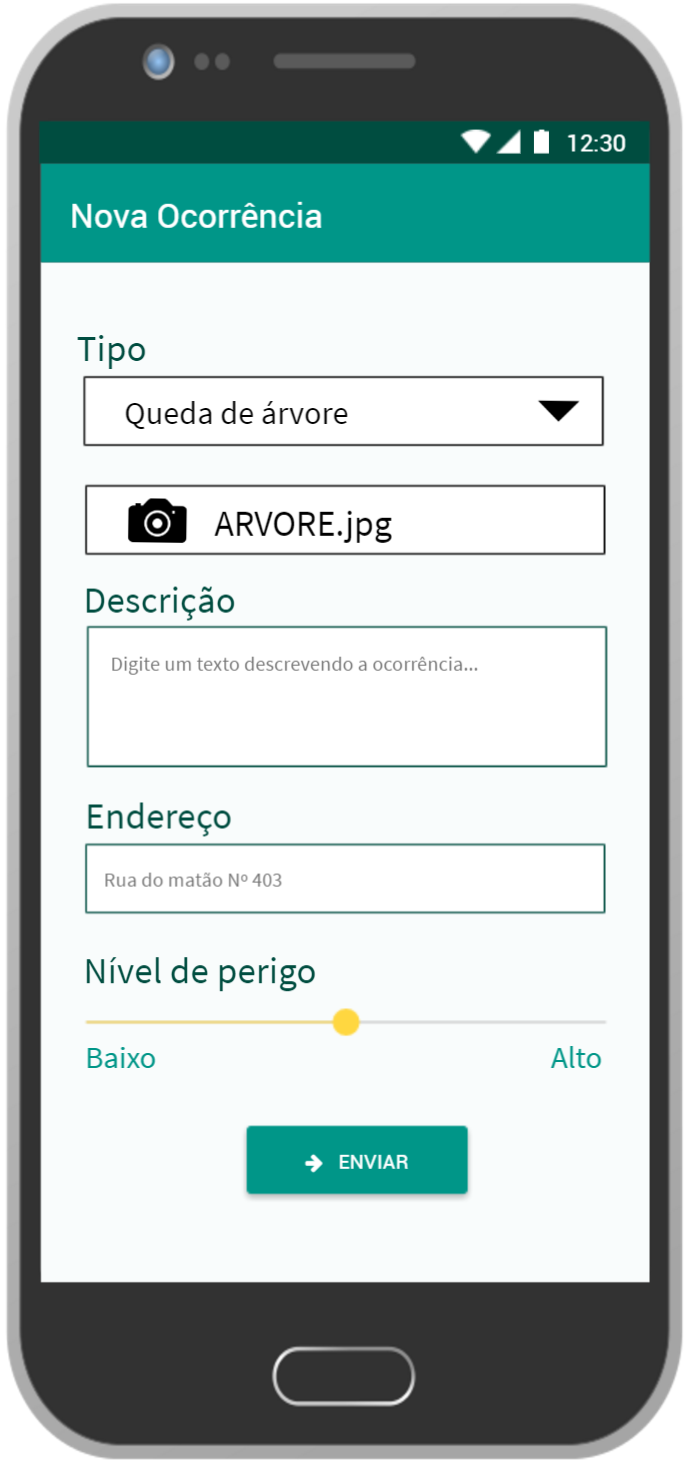 12:30
Nova Ocorrência
Tipo
Queda de árvore
ARVORE.jpg
Descrição
Digite um texto descrevendo a ocorrência...
Endereço
Rua do matão Nº 403
Nível de perigo
Baixo Alto
ENVIAR